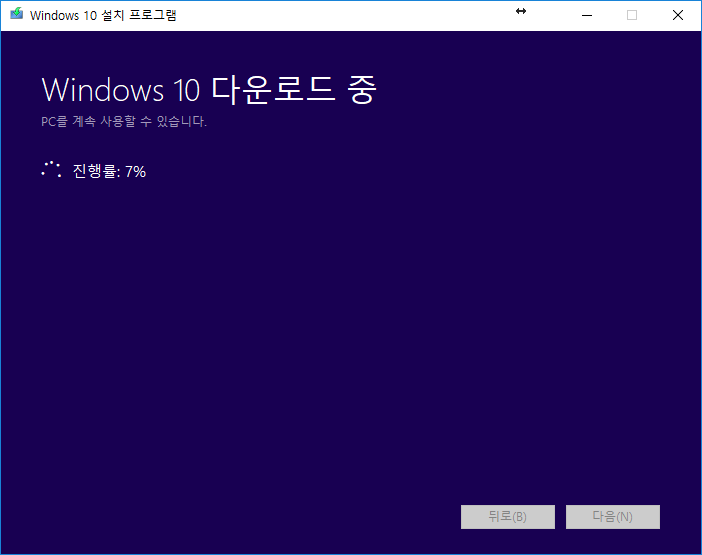 Windows 10 설치 프로그램
Windows 10 다운로드 중
PC를 계속 사용할 수 있습니다.
진행률: 7%
뒤로(B) 다음(N)